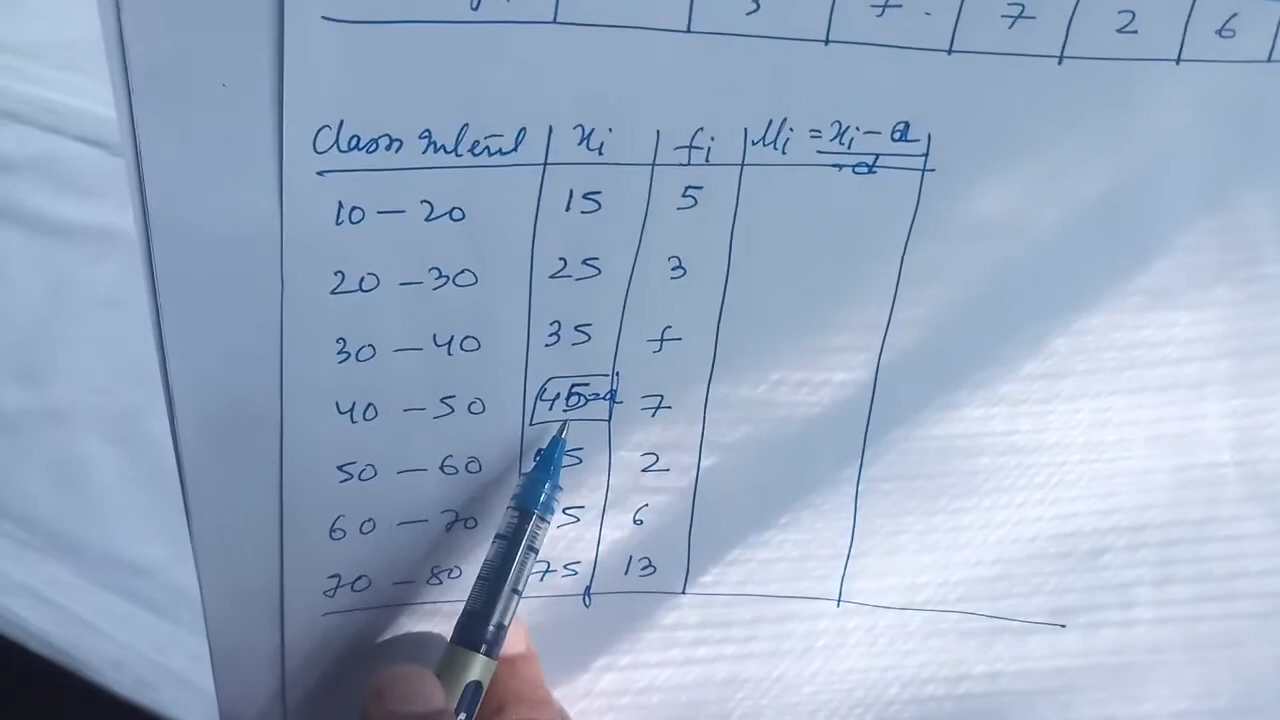 3 f . 7 2 6
Class Interval xi fi Ui = xi - a / d
10 - 20 15 5
20 - 30 25 3
30 - 40 35 f
40 - 50 45=a 7
50 - 60 2
60 - 70 6
70 - 80 75 13